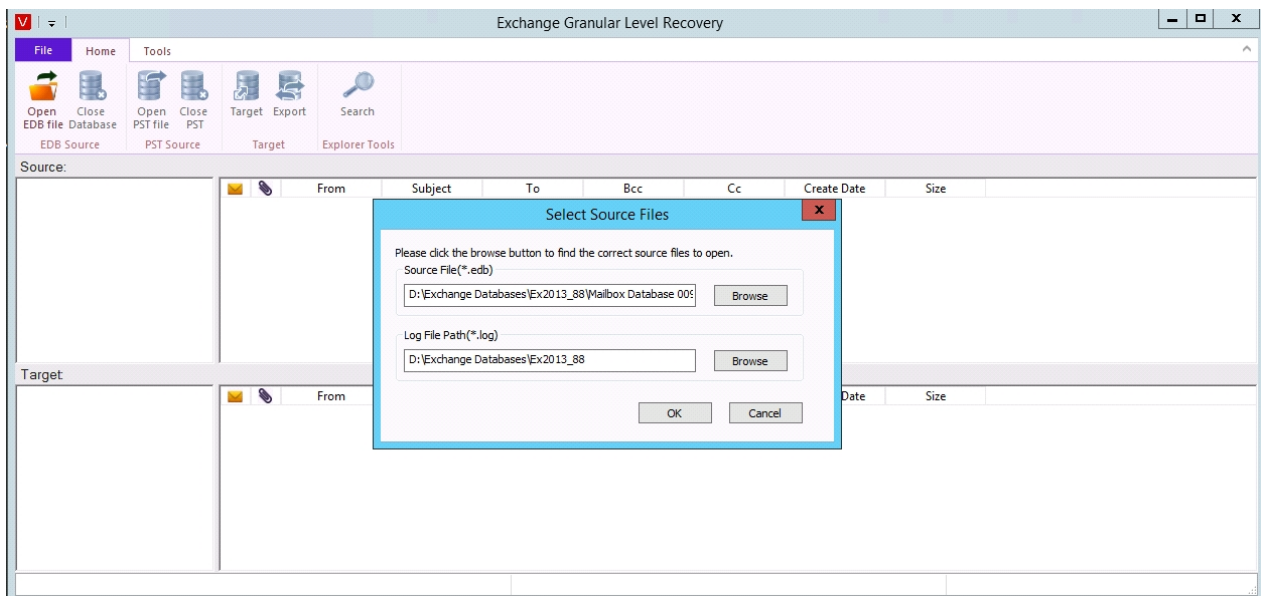 V
Exchange Granular Level Recovery
File Home Tools
Open Close Open Close Target Export Search
EDB file Database PST file PST
EDB Source PST Source Target Explorer Tools
Source:
From Subject To Bcc Cc Create Date Size
Select Source Files
x
Please click the browse button to find the correct source files to open.
Source File(*.edb)
D:\Exchange Databases\Ex2013_88\Mailbox Database 009
Browse
Log File Path(*.log)
D:\Exchange Databases\Ex2013_88
Browse
OK Cancel
Target
From Date Size